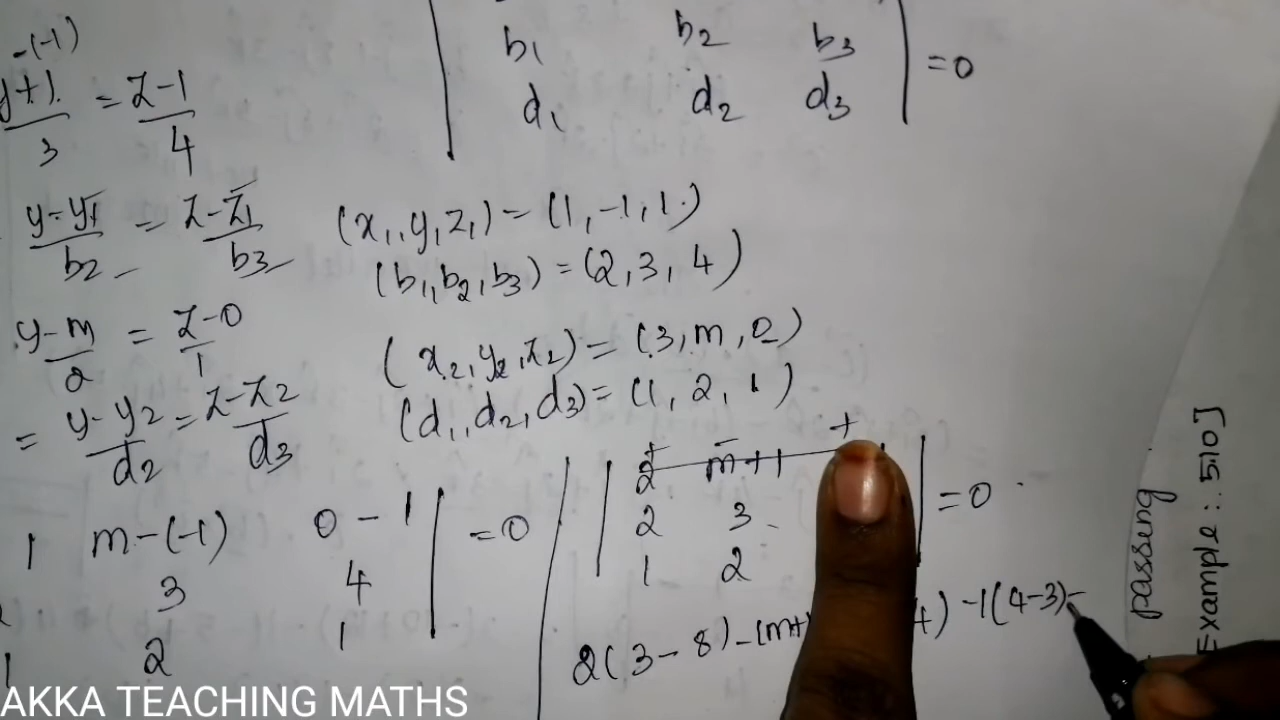 b1 b2 b3
d1 d2 d3 = 0
-(-1)
y+1/3 = z-1/4
y-y1/b2 = z-z1/b3
(x1, y1, z1) = (1, -1, 1)
(b1, b2, b3) = (2, 3, 4)
y-m/2 = z-0/1
(x2, y2, z2) = (3, m, 0)
= y-y2/d2 = z-z2/d3
(d1, d2, d3) = (1, 2, 1)
1 m-(-1) 0-1
3 4
2 1 = 0
+ - +
2 m+1
2 3
1 2 = 0
2(3-8)-(m+ 4)-1(4-3)=
passing
Example: 5.10]
AKKA TEACHING MATHS